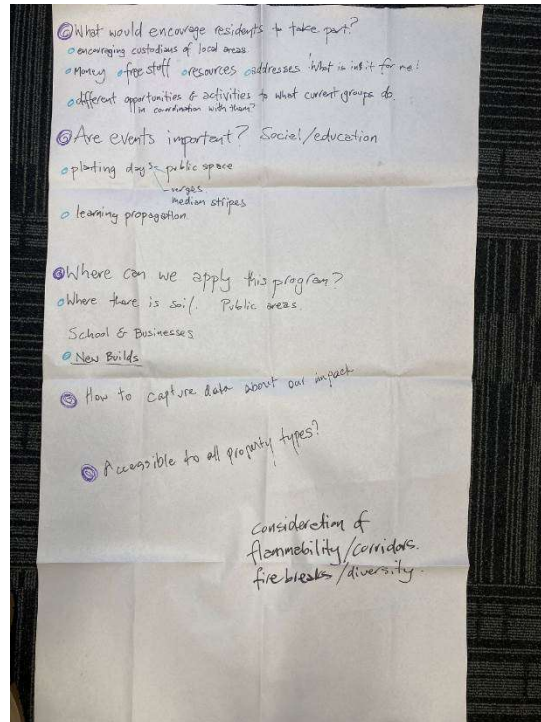 What would encourage residents to take part?
encouraging custodians of local areas.
Money free stuff resources addresses 'What is in it for me!
different opportunities & activities to what current groups do.
in coordination with them?
Are events important? Social/education
planting days - public space
verges
median stripes
learning propagation
Where can we apply this program?
Where there is soil. Public areas.
School & Businesses
New Builds
How to capture data about our impact
Accessible to all property types?
Consideration of
flammability/corridors.
fire breaks/diversity.